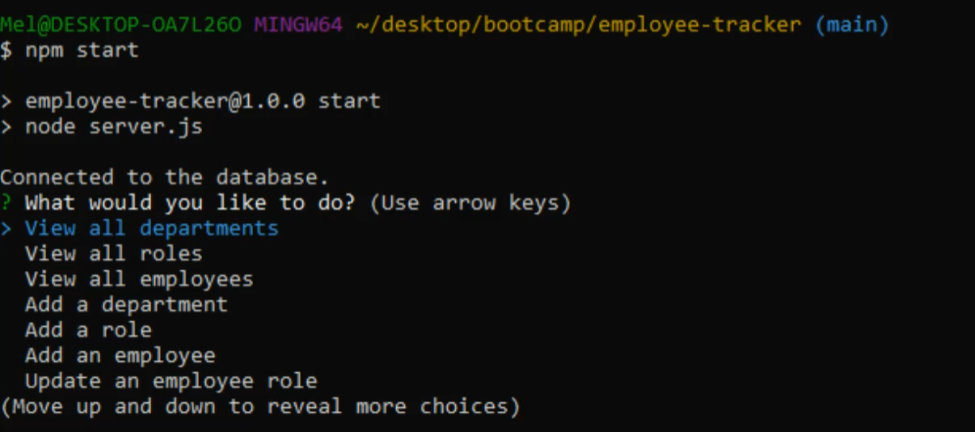 Mel@DESKTOP-OA7L26O MINGW64 ~/desktop/bootcamp/employee-tracker (main)
$ npm start
> employee-tracker@1.0.0 start
> node server.js
Connected to the database.
? What would you like to do? (Use arrow keys)
> View all departments
View all roles
View all employees
Add a department
Add a role
Add an employee
Update an employee role
(Move up and down to reveal more choices)